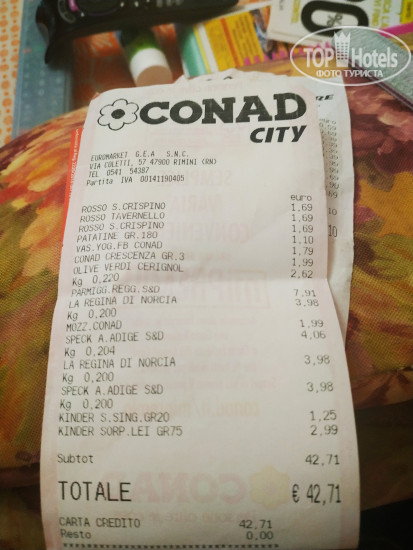 TopHotels
ФОТО ТУРИСТА
CONAD
CITY
EUROMARKET G.E.A S.N.C.
VIA COLETTI, 57 47900 RIMINI (RN)
TEL 0541 54387
Partita IVA 00141190405
euro
ROSSO S.CRISPINO 1,69
ROSSO TAVERNELLO 1,69
ROSSO S.CRISPINO 1,69
PATATINE GR.180 1,69
VAS.YOG.FB CONAD 1,10
CONAD CRESCENZA GR.3 1,79
OLIVE VERDI CERIGNOL 1,99
Kg 0,220 2,62
PARMIGG.REGG.S&D 7,91
LA REGINA DI NORCIA 3,98
Kg 0,200
MOZZ.CONAD 1,99
SPECK A.ADIGE S&D 4,06
Kg 0,204
LA REGINA DI NORCIA 3,98
Kg 0,200
SPECK A.ADIGE S&D 3,98
Kg 0,200
KINDER S.SING.GR20 1,25
KINDER SORP.LEI GR75 2,99
Subtot 42,71
TOTALE € 42,71
CARTA CREDITO 42,71
Resto 0,00